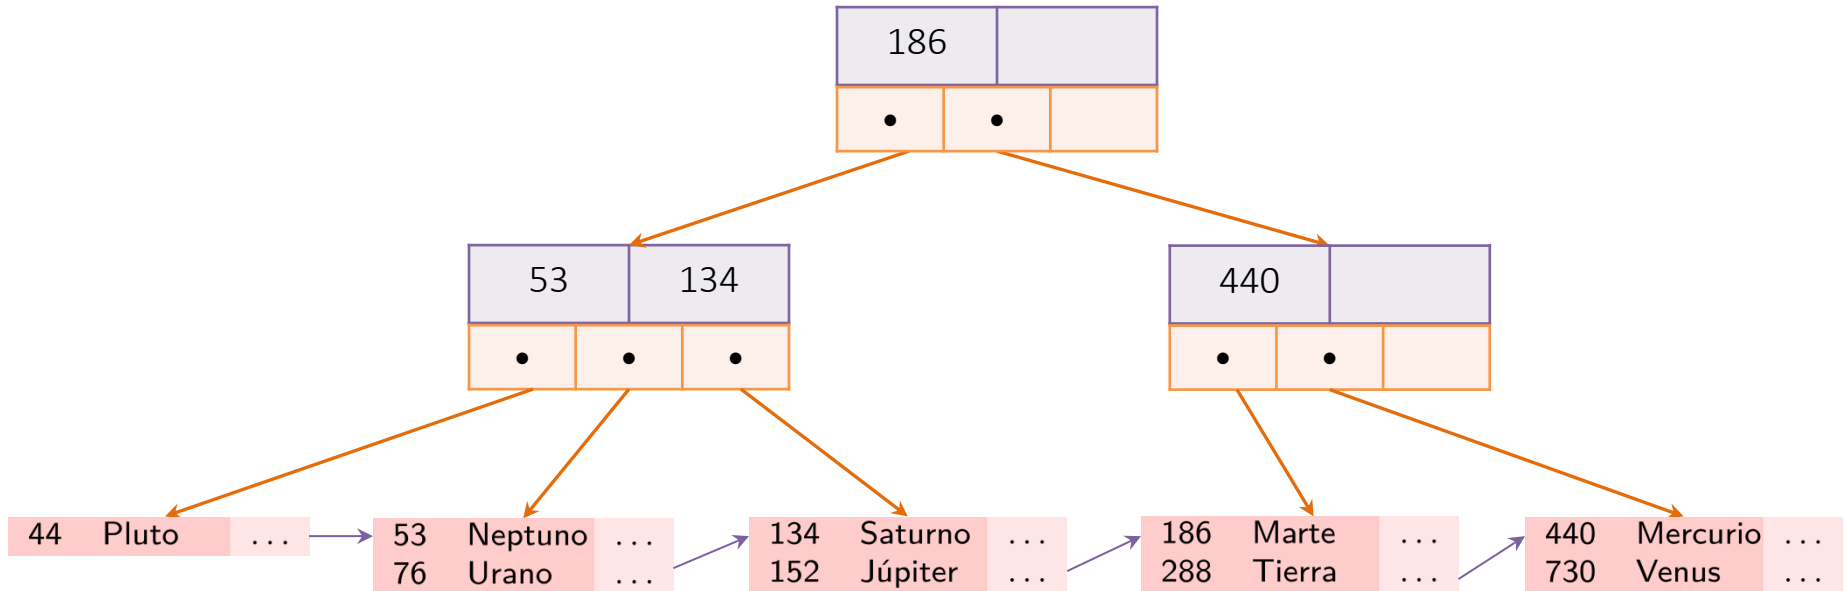 186
53 134
440
44 Pluto ...
53 Neptuno ...
76 Urano ...
134 Saturno ...
152 Júpiter ...
186 Marte ...
288 Tierra ...
440 Mercurio ...
730 Venus ...